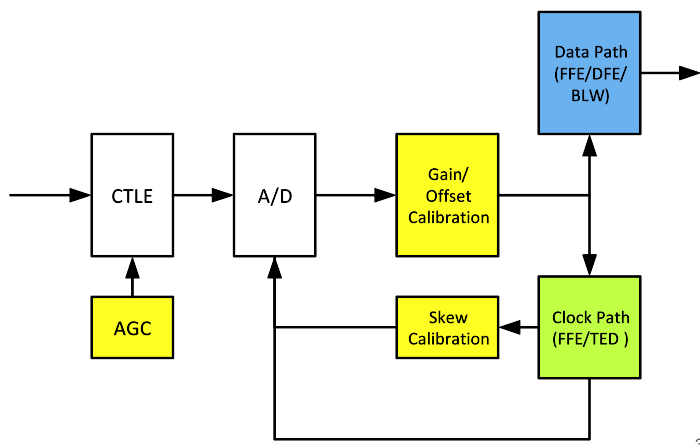 Data Path
(FFE/DFE/
BLW)
CTLE
A/D
Gain/
Offset
Calibration
AGC
Skew
Calibration
Clock Path
(FFE/TED )